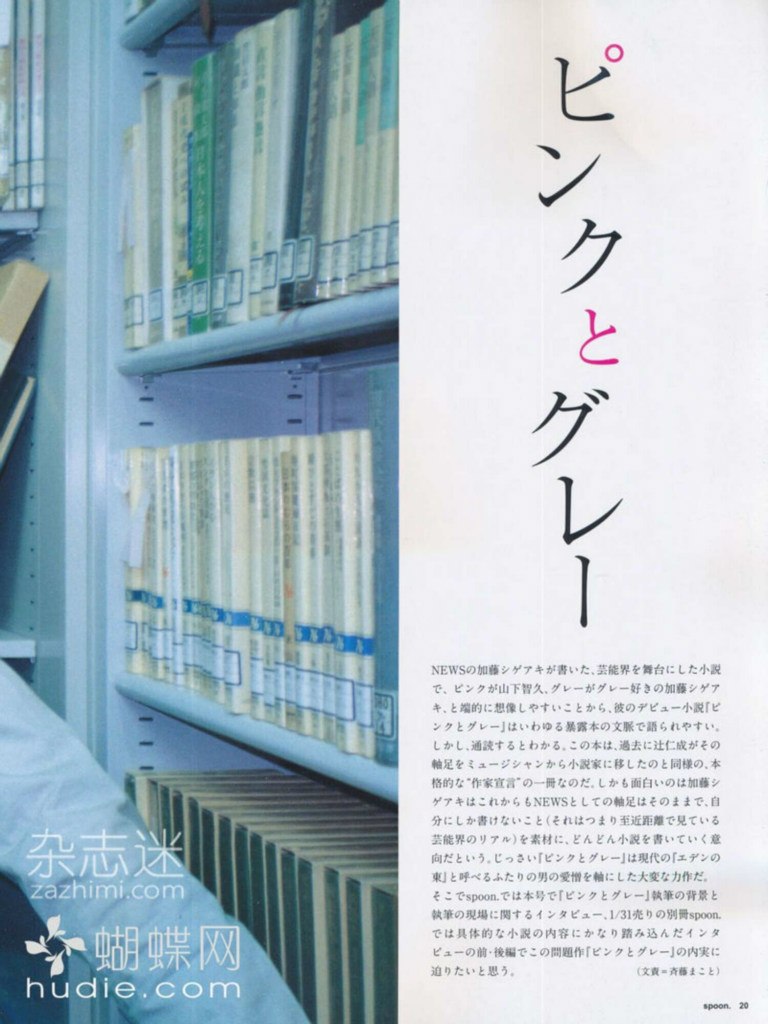 ピンクとグレー
NEWSの加藤シゲアキが書いた、芸能界を舞台にした小説
で、ピンクが山下智久、グレーがグレー好きの加藤シゲア
キ、と端的に想像しやすいことから、彼のデビュー小説『ピ
ンクとグレー』はいわゆる暴露本の文脈で語られやすい。
しかし、通読するとわかる。この本は、過去に辻仁成がその
軸足をミュージシャンから小説家に移したのと同様の、本
格的な“作家宣言”の一冊なのだ。しかも面白いのは加藤シ
ゲアキはこれからもNEWSとしての軸足はそのままで、自
分にしか書けないこと（それはつまり至近距離で見ている
芸能界のリアル）を素材に、どんどん小説を書いていく意
向だという。じっさい『ピンクとグレー』は現代の『エデンの
東』と呼べるふたりの男の愛憎を軸にした大変な力作だ。
そこでspoon.では本号で『ピンクとグレー』執筆の背景と
執筆の現場に関するインタビュー、1/31売りの別冊spoon.
では具体的な小説の内容にかなり踏み込んだインタ
ビューの前・後編でこの問題作『ピンクとグレー』の内実に
迫りたいと思う。 （文責＝斉藤まこと）
杂志迷
zazhimi.com
蝴蝶网
hudie.com
spoon. 20